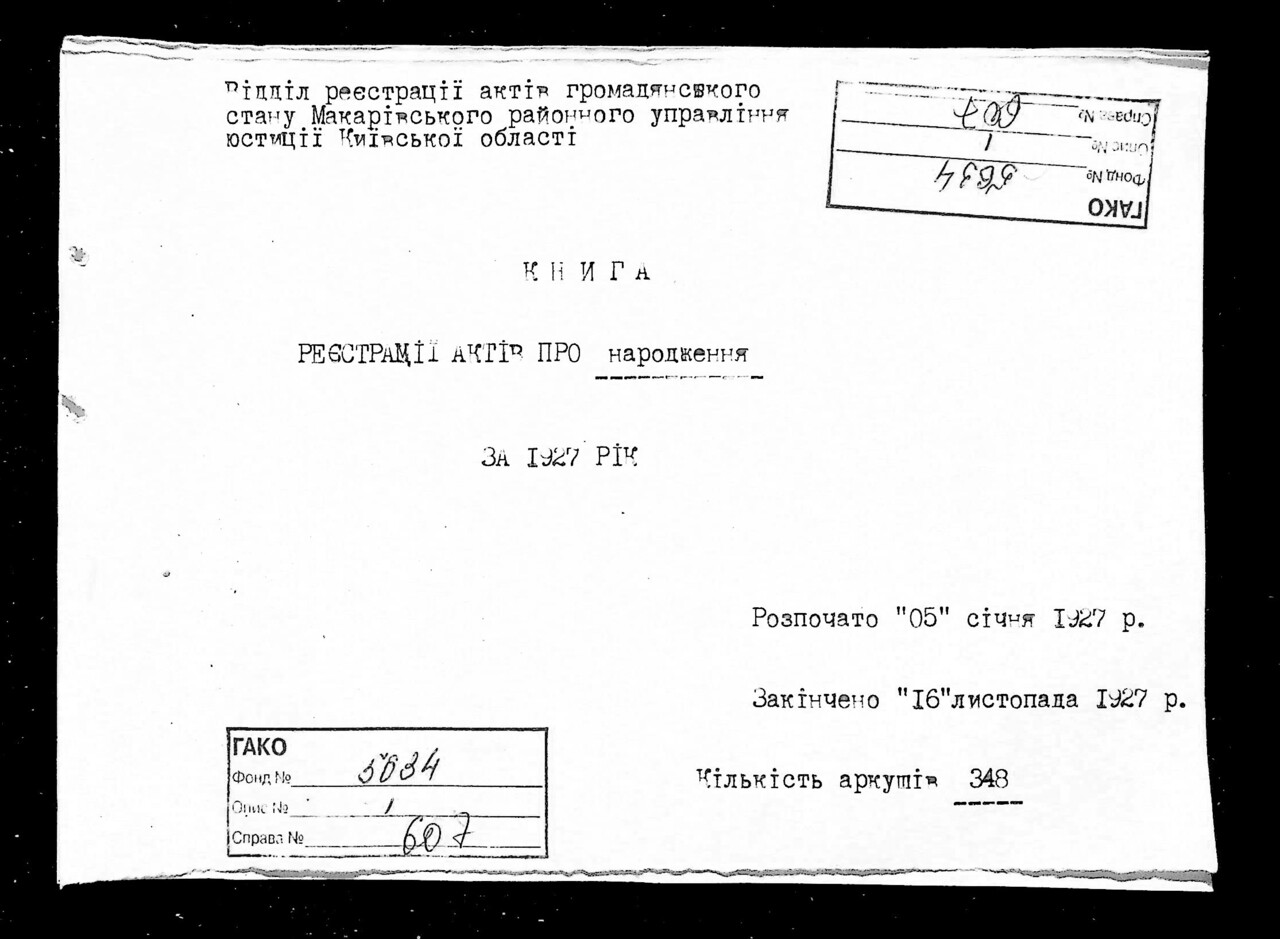 Відділ реєстрації актів громадянського
стану Макарівського районного управління
юстиції Київської області
ГАКО
Фонд № 5634
Опис № 1
Справа № 607
К Н И Г А
РЕЄСТРАЦІЇ АКТІВ ПРО народження
ЗА 1927 РІК
Розпочато "05" січня 1927 р.
Закінчено "16"листопада 1927 р.
Кількість аркушів 348
ГАКО
Фонд № 5634
Опис № 1
Справа № 607